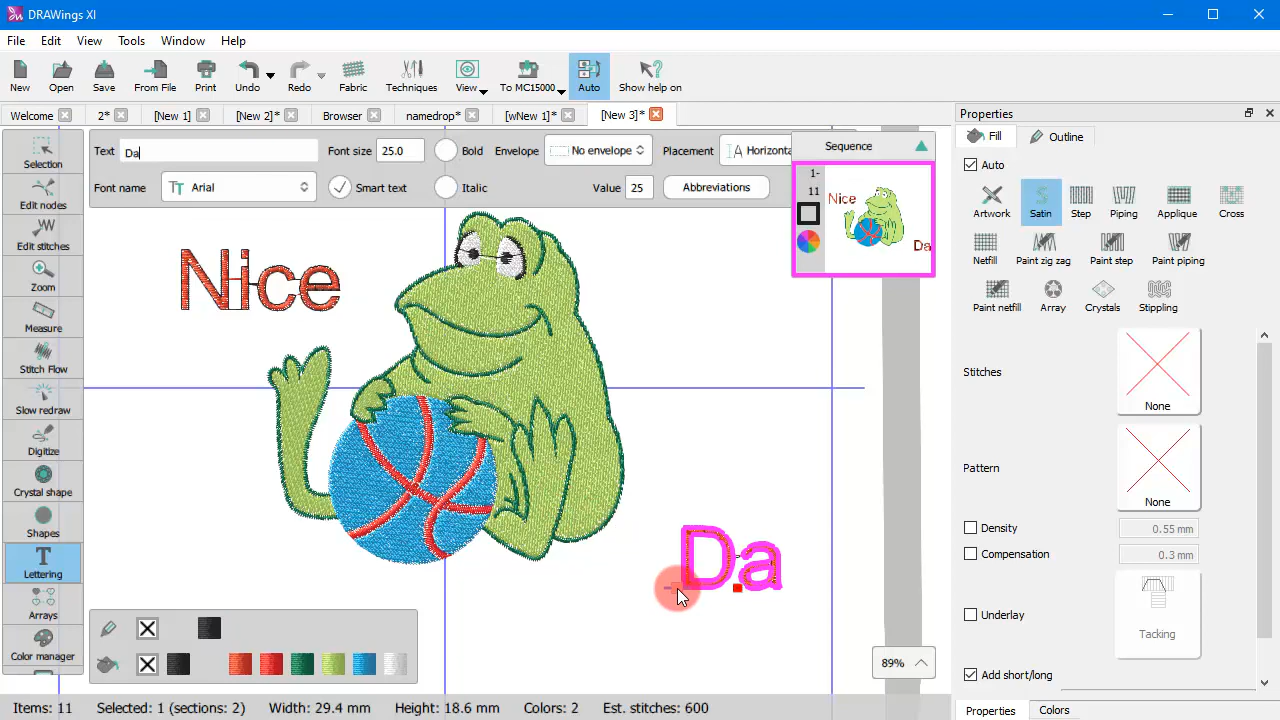 DRAWings XI
File Edit View Tools Window Help
New Open Save From File Print Undo Redo Fabric Techniques View To MC15000 Auto Show help on
Welcome 2* [New 1] [New 2]* Browser namedrop* [wNew 1]* [New 3]*
Text Da Font size 25.0 Bold Envelope No envelope Placement Horizonta
Font name Arial Smart text Italic Value 25 Abbreviations
Sequence
1-
11
Nice
Da
Selection
Edit nodes
Edit stitches
Zoom
Measure
Stitch Flow
Slow redraw
Digitize
Crystal shape
Shapes
Lettering
Arrays
Color manager
Nice
Da
89%
Properties
Fill Outline
Auto
Artwork Satin Step Piping Applique Cross
Netfill Paint zig zag Paint step Paint piping
Paint netfill Array Crystals Stippling
Stitches None
Pattern None
Density 0.55 mm
Compensation 0.3 mm
Underlay Tacking
Add short/long
Properties Colors
Items: 11 Selected: 1 (sections: 2) Width: 29.4 mm Height: 18.6 mm Colors: 2 Est. stitches: 600